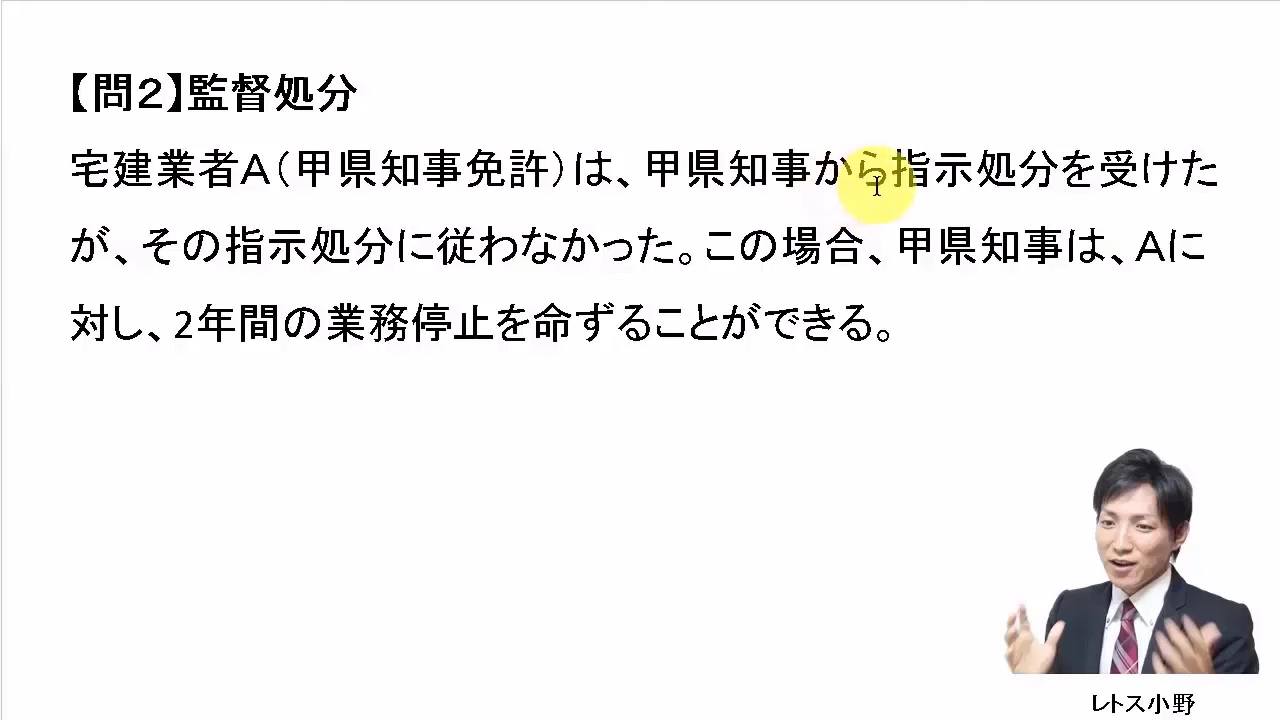 【問２】監督処分
宅建業者Ａ（甲県知事免許）は、甲県知事から指示処分を受けた
が、その指示処分に従わなかった。この場合、甲県知事は、Ａに
対し、2年間の業務停止を命ずることができる。
レトス小野